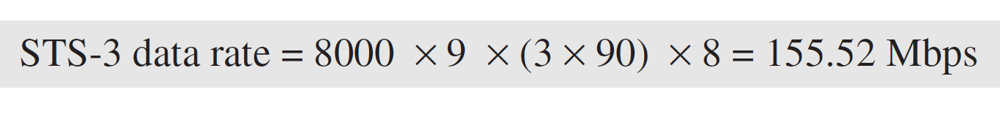 STS-3 data rate = 8000 × 9 × (3 × 90) × 8 = 155.52 Mbps